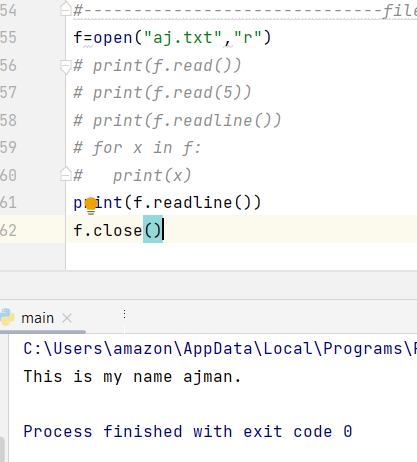 54 #------------------------------file
55 f=open("aj.txt","r")
56 # print(f.read())
57 # print(f.read(5))
58 # print(f.readline())
59 # for x in f:
60 #   print(x)
61 print(f.readline())
62 f.close()
main
C:\Users\amazon\AppData\Local\Programs\
This is my name ajman.
Process finished with exit code 0